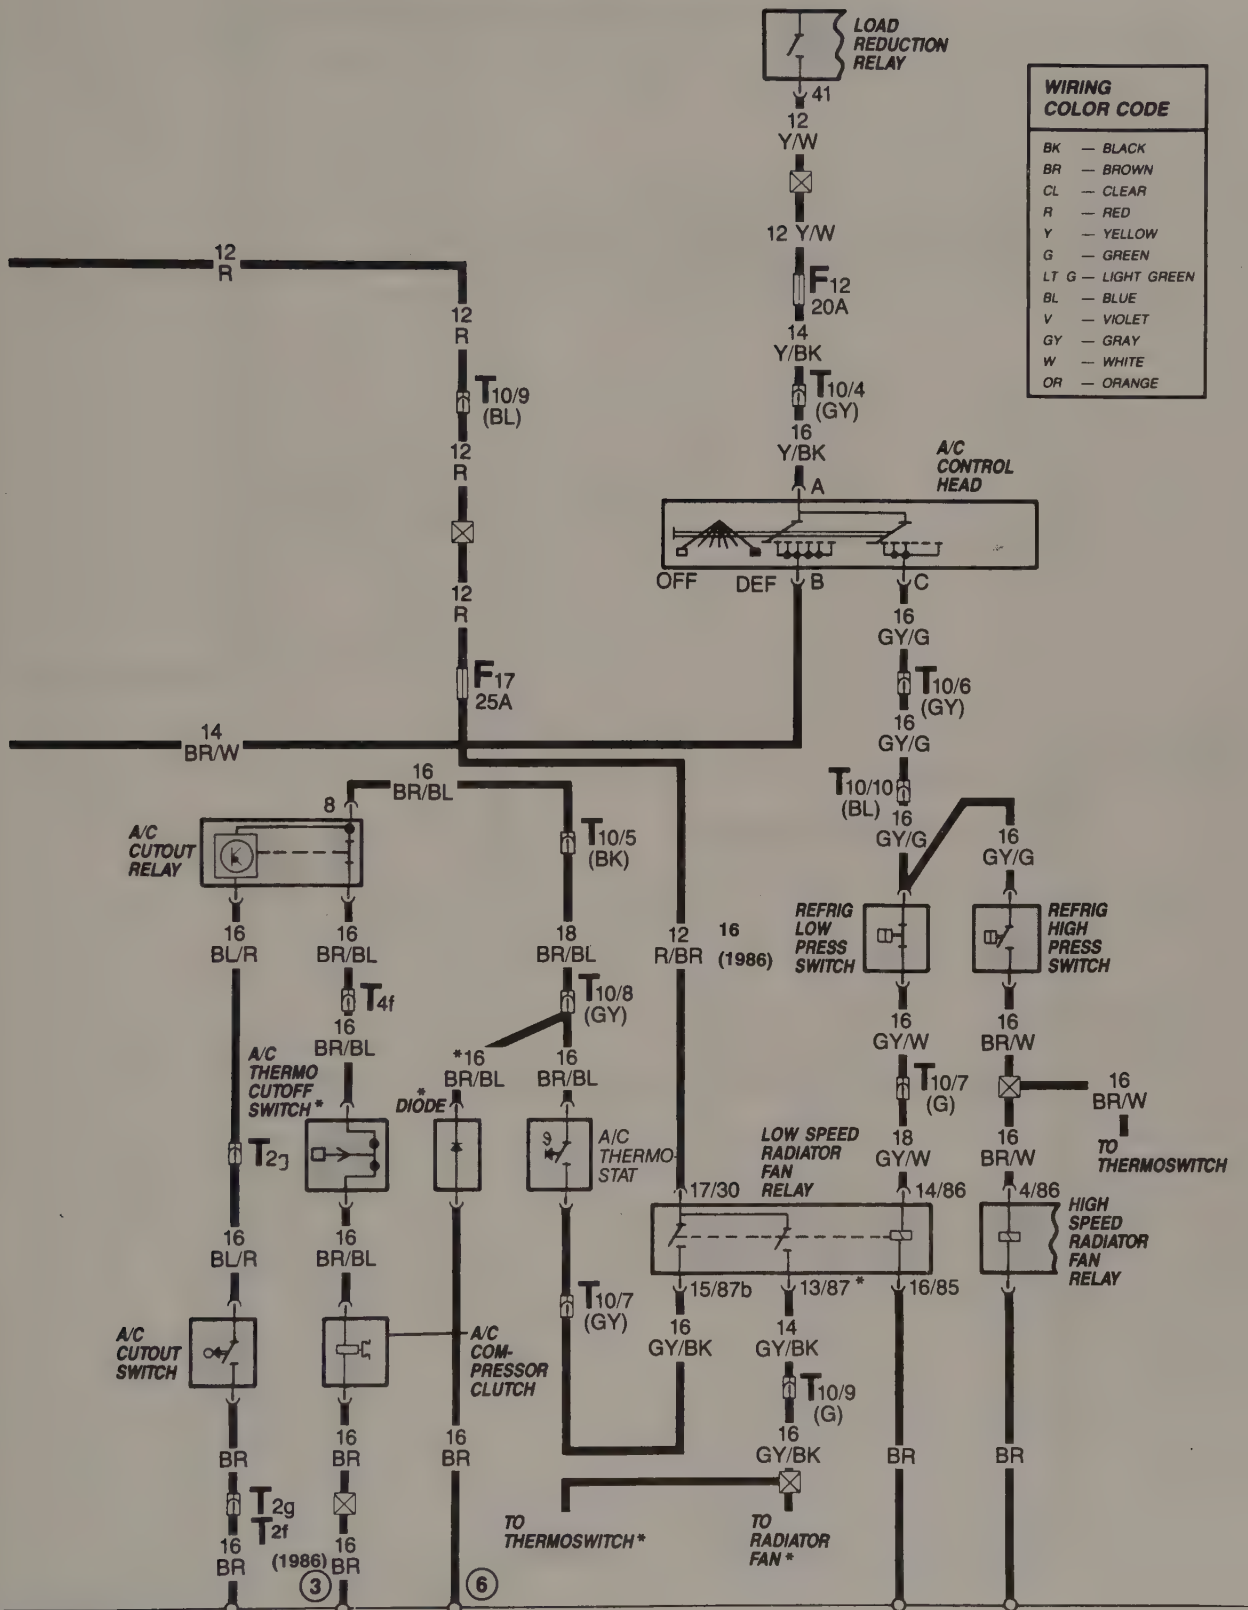 LOAD
REDUCTION
RELAY
41
12
Y/W
12 Y/W
F12
20A
14
Y/BK
T10/4
(GY)
16
Y/BK
A
WIRING
COLOR CODE
BK — BLACK
BR — BROWN
CL — CLEAR
R — RED
Y — YELLOW
G — GREEN
LT G — LIGHT GREEN
BL — BLUE
V — VIOLET
GY — GRAY
W — WHITE
OR — ORANGE
12
R
12
R
T10/9
(BL)
12
R
12
R
F17
25A
14
BR/W
A/C
CONTROL
HEAD
OFF
DEF
B
C
16
GY/G
T10/6
(GY)
16
GY/G
T10/10
(BL)
16
GY/G
16
GY/G
16
BR/BL
8
A/C
CUTOUT
RELAY
T10/5
(BK)
16
BL/R
16
BR/BL
18
BR/BL
12
R/BR
16
(1986)
REFRIG
LOW
PRESS
SWITCH
REFRIG
HIGH
PRESS
SWITCH
T4f
T10/8
(GY)
16
BR/BL
16
GY/W
16
BR/W
A/C
THERMO
CUTOFF
SWITCH *
*16
BR/BL
16
BR/BL
*
DIODE
T10/7
(G)
16
BR/W
TO
THERMOSWITCH
T2g
A/C
THERMO-
STAT
LOW SPEED
RADIATOR
FAN
RELAY
18
GY/W
16
BR/W
17/30
14/86
4/86
HIGH
SPEED
RADIATOR
FAN
RELAY
16
BL/R
16
BR/BL
15/87b
13/87 *
16/85
T10/7
(GY)
16
GY/BK
14
GY/BK
A/C
CUTOUT
SWITCH
A/C
COM-
PRESSOR
CLUTCH
T10/9
(G)
BR
16
BR
16
BR
16
GY/BK
BR
BR
T2g
T2f
TO
THERMOSWITCH *
TO
RADIATOR
FAN *
16
BR
(1986)
16
BR
3
6